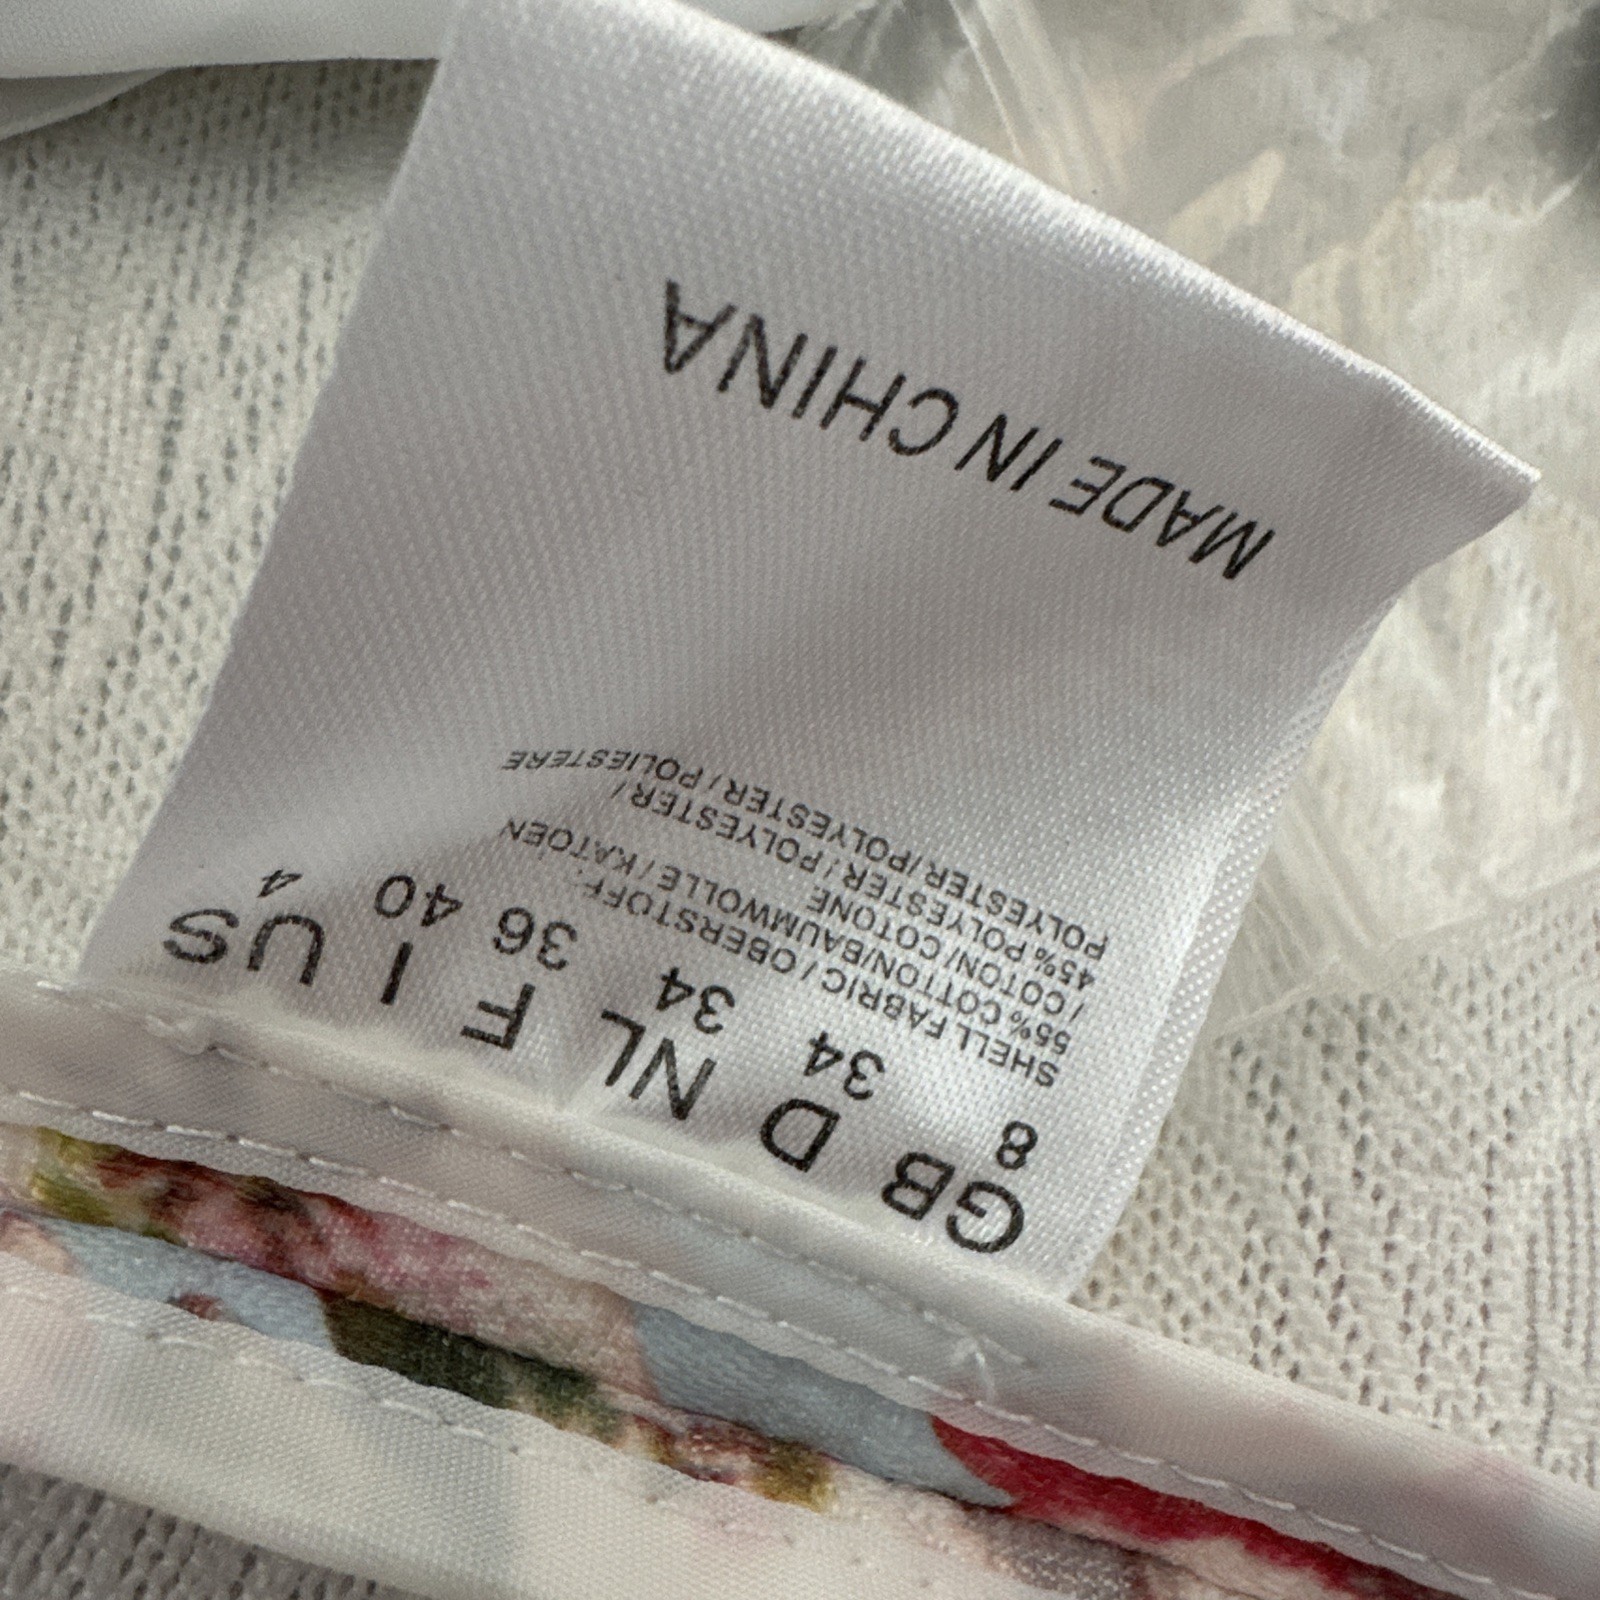 GB D NL F I US
8 34 34 36 40 4
SHELL FABRIC / OBERSTOFF:
55% COTTON/BAUMWOLLE / KATOEN
/ COTON/ COTONE
45% POLYESTER / POLYESTER /
POLYESTER /POLYESTER / POLIESTERE
MADE IN CHINA